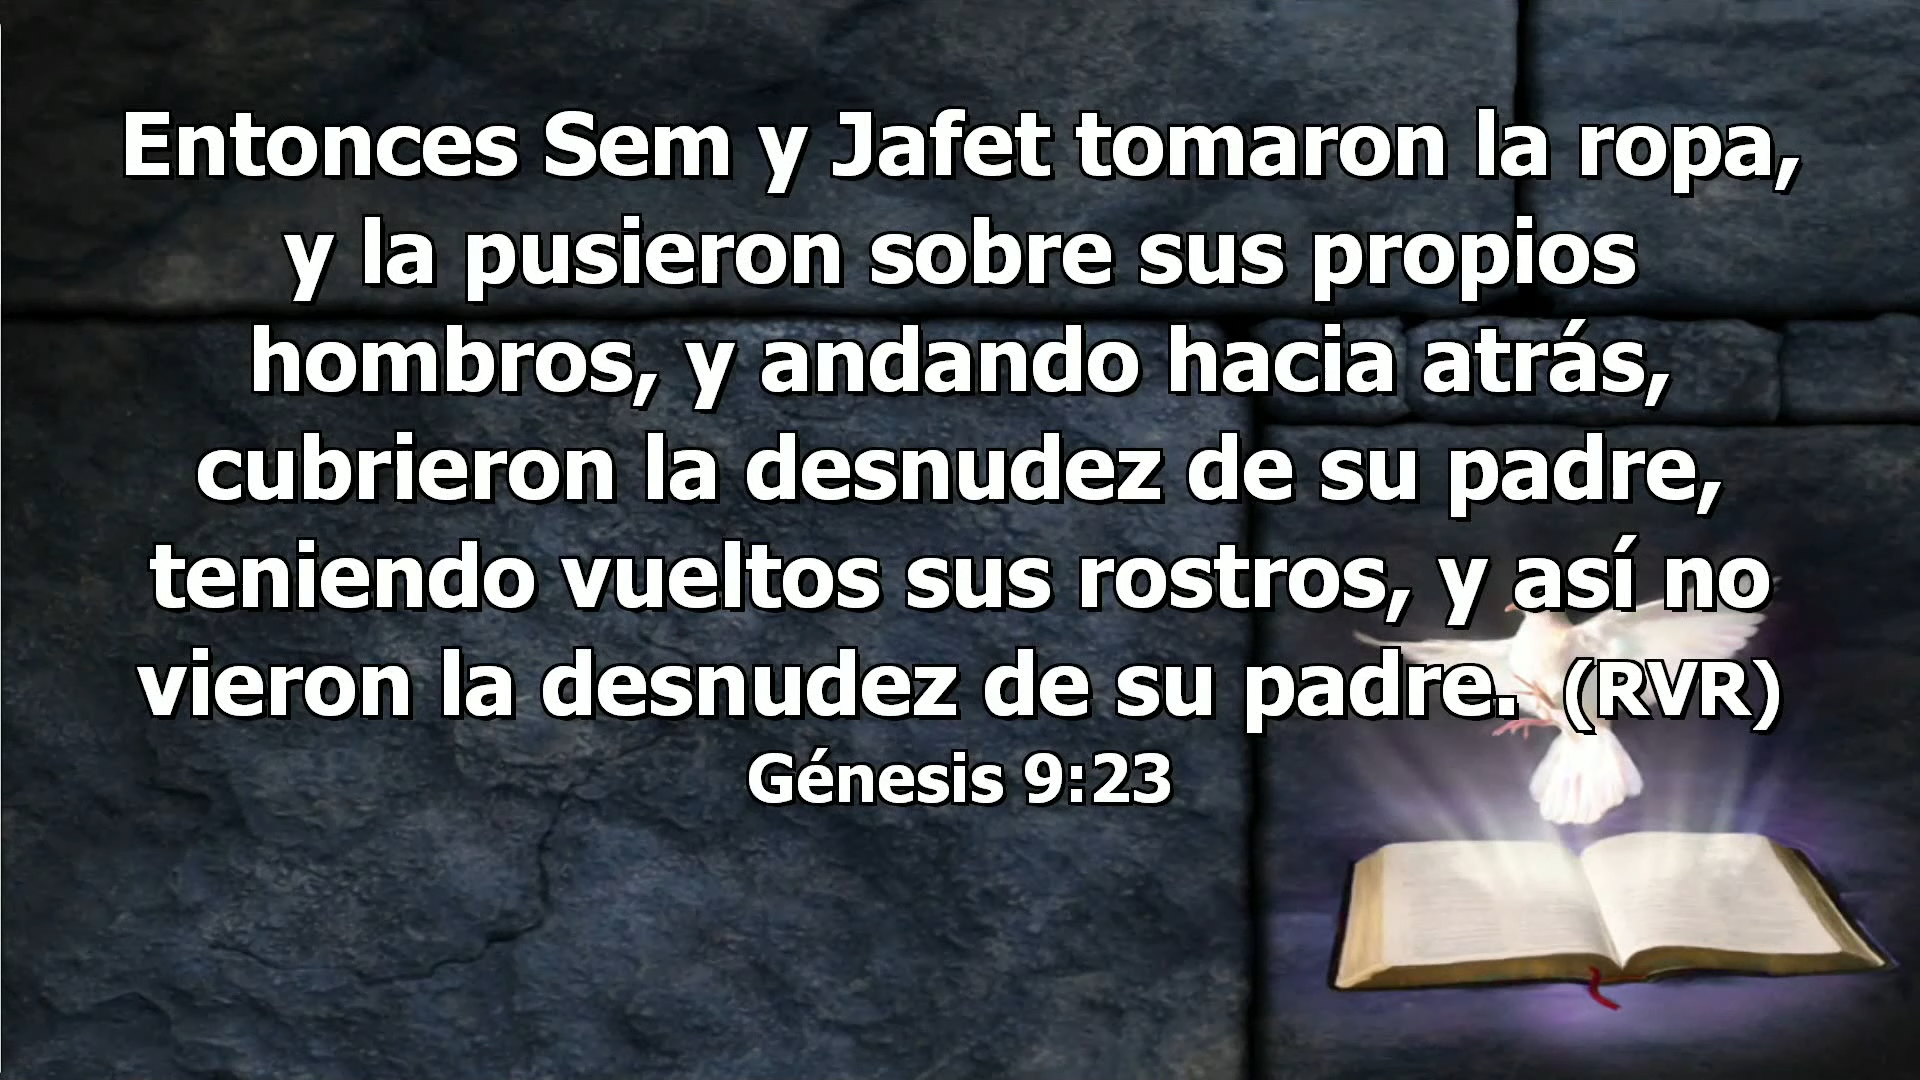 Entonces Sem y Jafet tomaron la ropa,
y la pusieron sobre sus propios
hombros, y andando hacia atrás,
cubrieron la desnudez de su padre,
teniendo vueltos sus rostros, y así no
vieron la desnudez de su padre. (RVR)
Génesis 9:23